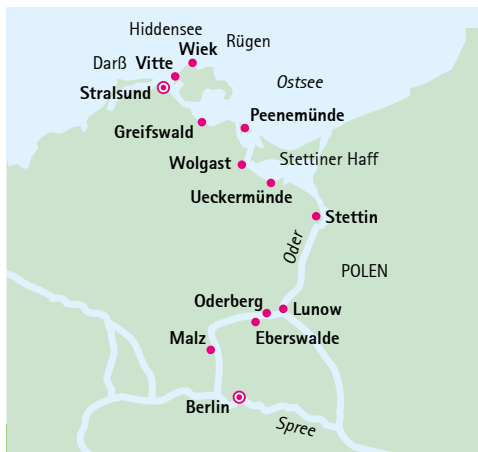 Hiddensee
Rügen
Wiek
Darß
Vitte
Ostsee
Stralsund
Peenemünde
Greifswald
Wolgast
Stettiner Haff
Ueckermünde
Stettin
Oder
POLEN
Oderberg
Lunow
Malz
Eberswalde
Berlin
Spree